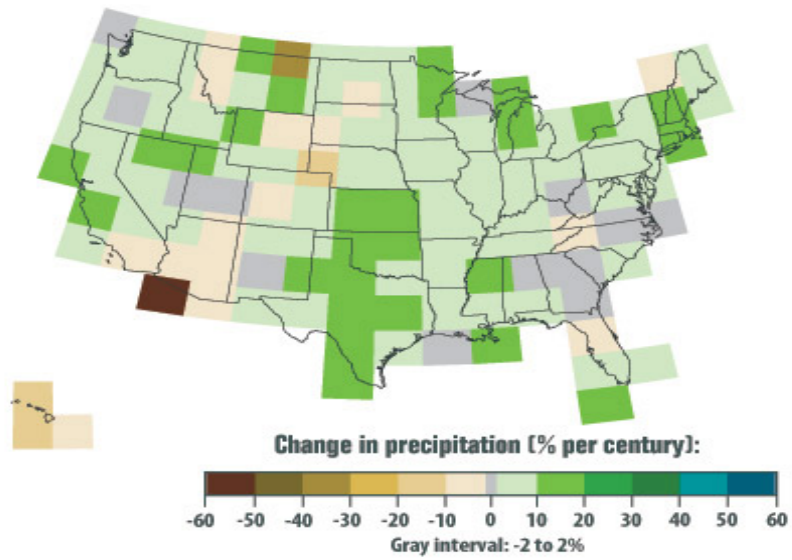 Change in precipitation (% per century):
-60 -50 -40 -30 -20 -10 0 10 20 30 40 50 60
Gray interval: -2 to 2%